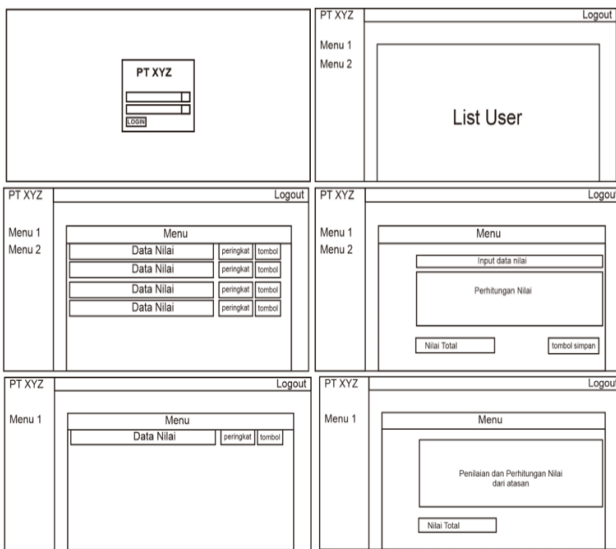 PT XYZ
LOGIN
PT XYZ Logout
Menu 1
Menu 2
List User
PT XYZ Logout
Menu 1 Menu
Menu 2 Data Nilai peringkat tombol
Data Nilai peringkat tombol
Data Nilai peringkat tombol
Data Nilai peringkat tombol
PT XYZ Logout
Menu 1 Menu
Menu 2
Input data nilai
Perhitungan Nilai
Nilai Total tombol simpan
PT XYZ Logout
Menu 1 Menu
Data Nilai peringkat tombol
PT XYZ Logout
Menu 1 Menu
Penilaian dan Perhitungan Nilai
dari atasan
Nilai Total